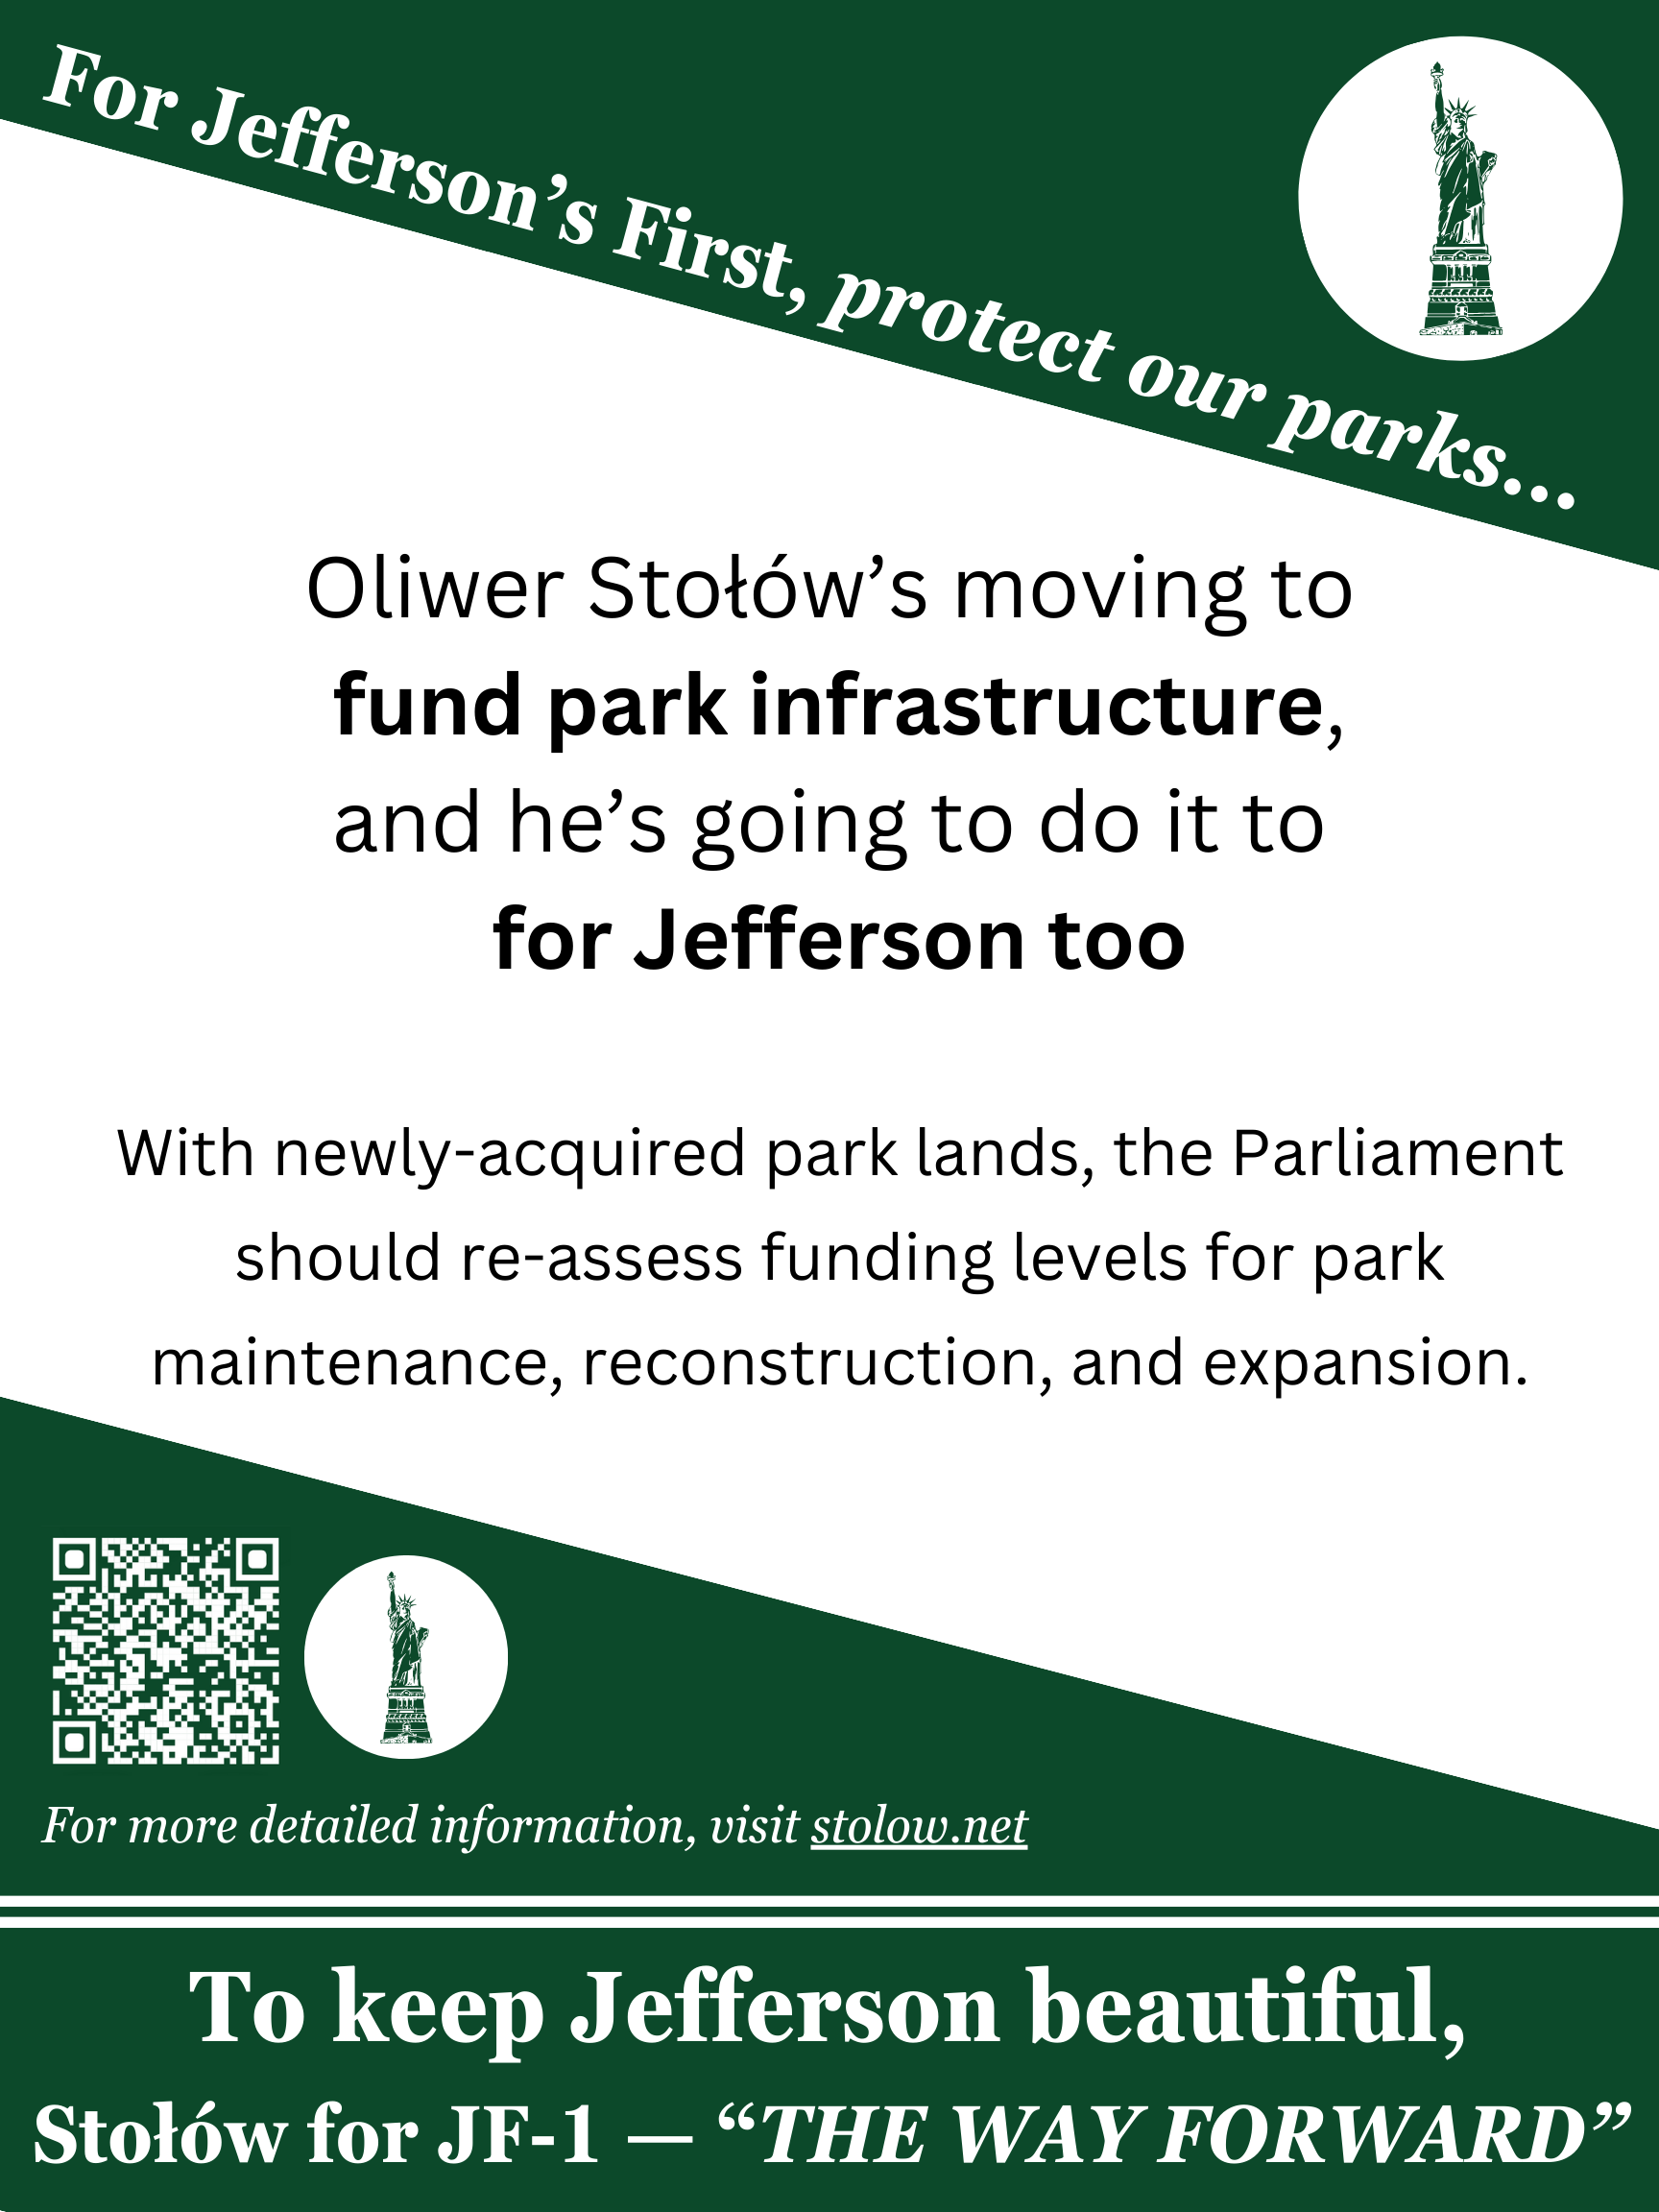 For Jefferson’s First, protect our parks...
Oliwer Stołów’s moving to
fund park infrastructure,
and he’s going to do it to
for Jefferson too
With newly-acquired park lands, the Parliament
should re-assess funding levels for park
maintenance, reconstruction, and expansion.
For more detailed information, visit stolow.net
To keep Jefferson beautiful,
Stołów for JF-1 — “THE WAY FORWARD”